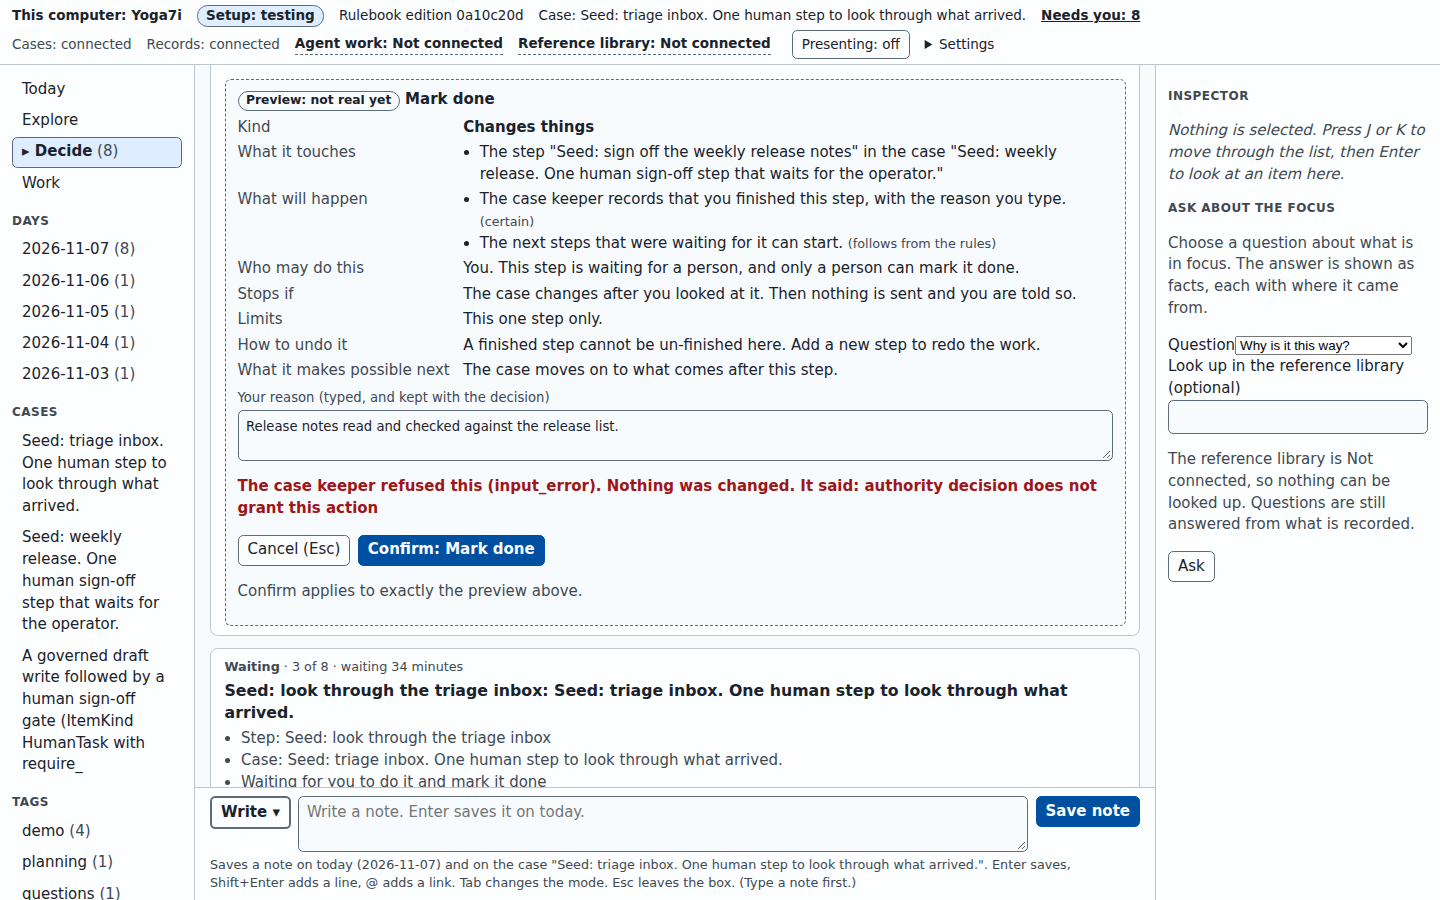 This computer: Yoga7i Setup: testing Rulebook edition 0a10c20d Case: Seed: triage inbox. One human step to look through what arrived. Needs you: 8
Cases: connected Records: connected Agent work: Not connected Reference library: Not connected Presenting: off ▶ Settings
Today
Explore
▸ Decide (8)
Work
DAYS
2026-11-07 (8)
2026-11-06 (1)
2026-11-05 (1)
2026-11-04 (1)
2026-11-03 (1)
CASES
Seed: triage inbox.
One human step to
look through what
arrived.
Seed: weekly
release. One
human sign-off
step that waits for
the operator.
A governed draft
write followed by a
human sign-off
gate (ItemKind
HumanTask with
require_
TAGS
demo (4)
planning (1)
questions (1)
Preview: not real yet Mark done
Kind Changes things
What it touches • The step "Seed: sign off the weekly release notes" in the case "Seed: weekly
release. One human sign-off step that waits for the operator."
What will happen • The case keeper records that you finished this step, with the reason you type.
(certain)
• The next steps that were waiting for it can start. (follows from the rules)
Who may do this You. This step is waiting for a person, and only a person can mark it done.
Stops if The case changes after you looked at it. Then nothing is sent and you are told so.
Limits This one step only.
How to undo it A finished step cannot be un-finished here. Add a new step to redo the work.
What it makes possible next The case moves on to what comes after this step.
Your reason (typed, and kept with the decision)
Release notes read and checked against the release list.
The case keeper refused this (input_error). Nothing was changed. It said: authority decision does not
grant this action
Cancel (Esc) Confirm: Mark done
Confirm applies to exactly the preview above.
Waiting · 3 of 8 · waiting 34 minutes
Seed: look through the triage inbox: Seed: triage inbox. One human step to look through what
arrived.
• Step: Seed: look through the triage inbox
• Case: Seed: triage inbox. One human step to look through what arrived.
• Waiting for you to do it and mark it done
Write ▾ Write a note. Enter saves it on today. Save note
Saves a note on today (2026-11-07) and on the case "Seed: triage inbox. One human step to look through what arrived.". Enter saves,
Shift+Enter adds a line, @ adds a link. Tab changes the mode. Esc leaves the box. (Type a note first.)
INSPECTOR
Nothing is selected. Press J or K to
move through the list, then Enter
to look at an item here.
ASK ABOUT THE FOCUS
Choose a question about what is
in focus. The answer is shown as
facts, each with where it came
from.
Question Why is it this way?
Look up in the reference library
(optional)
The reference library is Not
connected, so nothing can be
looked up. Questions are still
answered from what is recorded.
Ask